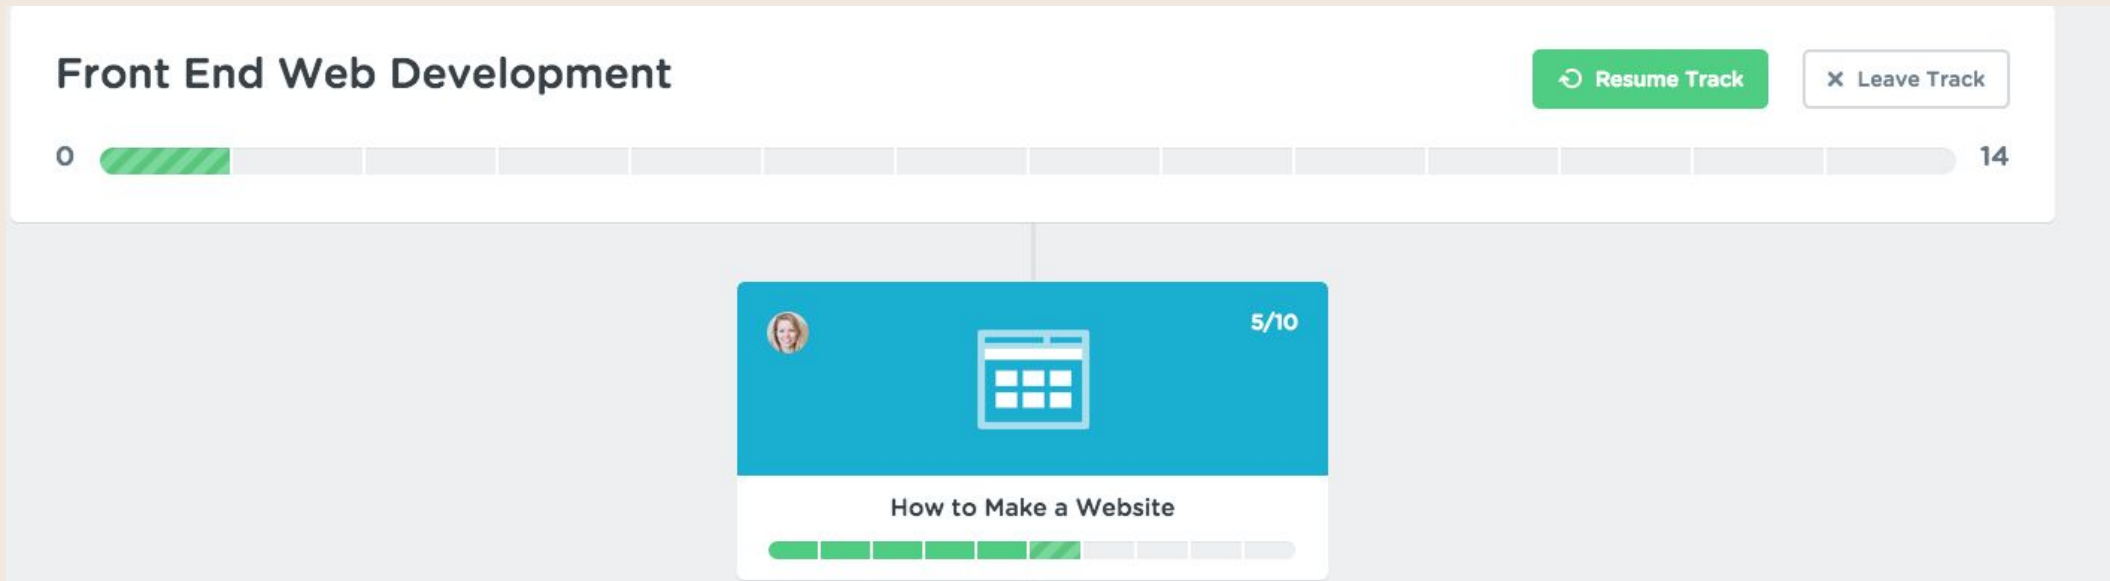 Front End Web Development
Resume Track
Leave Track
0
14
5/10
How to Make a Website